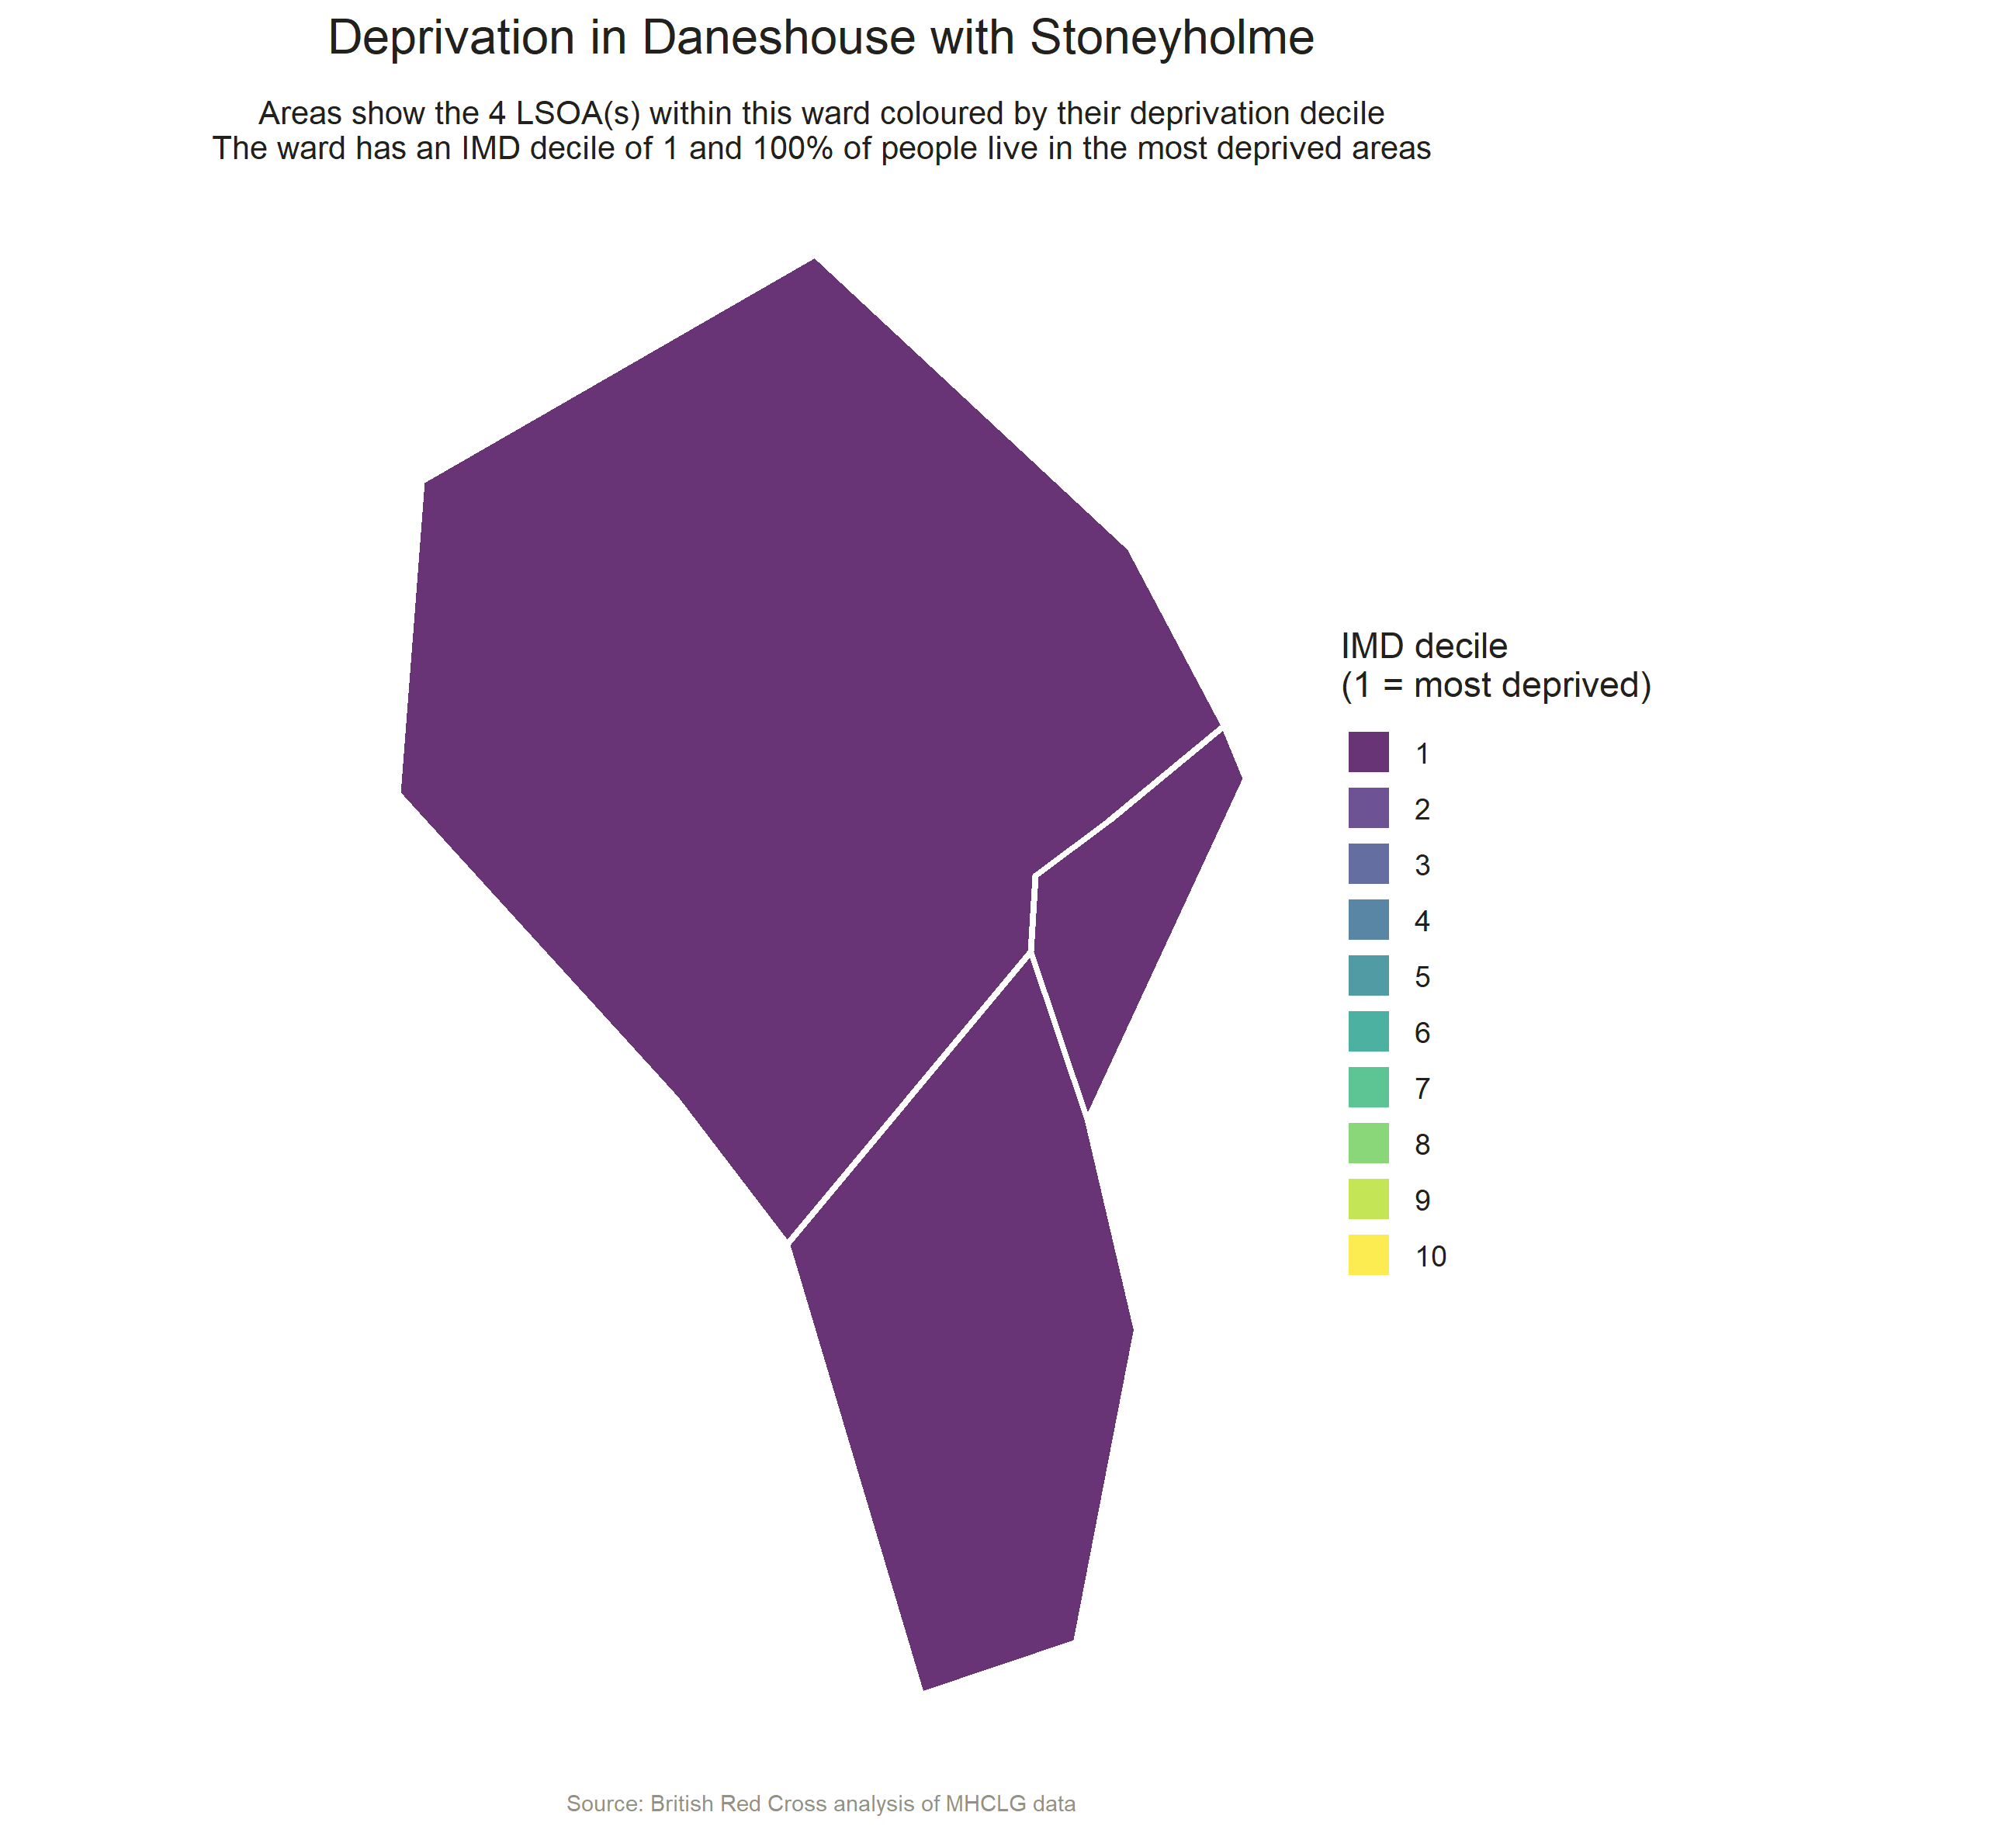 Deprivation in Daneshouse with Stoneyholme
Areas show the 4 LSOA(s) within this ward coloured by their deprivation decile
The ward has an IMD decile of 1 and 100% of people live in the most deprived areas
IMD decile
(1 = most deprived)
1
2
3
4
5
6
7
8
9
10
Source: British Red Cross analysis of MHCLG data